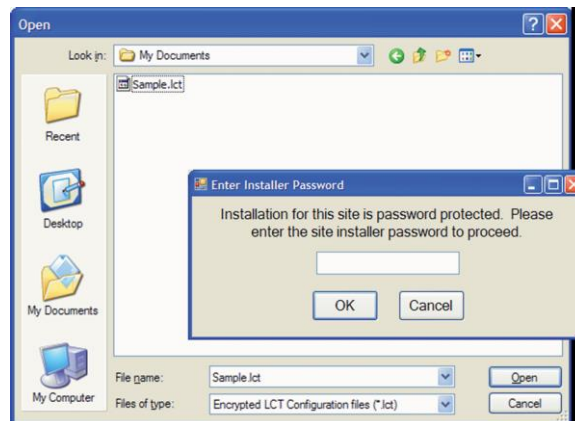 Open
Look in: My Documents
Sample.lct
Recent
Desktop
My Documents
My Computer
Enter Installer Password
Installation for this site is password protected. Please
enter the site installer password to proceed.
OK Cancel
File name: Sample.lct Open
Files of type: Encrypted LCT Configuration files (*.lct) Cancel